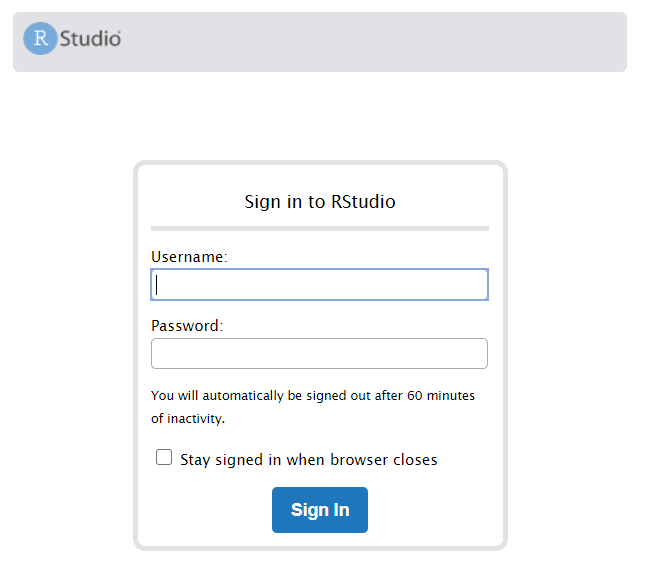 R Studio
Sign in to RStudio
Username:
Password:
You will automatically be signed out after 60 minutes
of inactivity.
Stay signed in when browser closes
Sign In